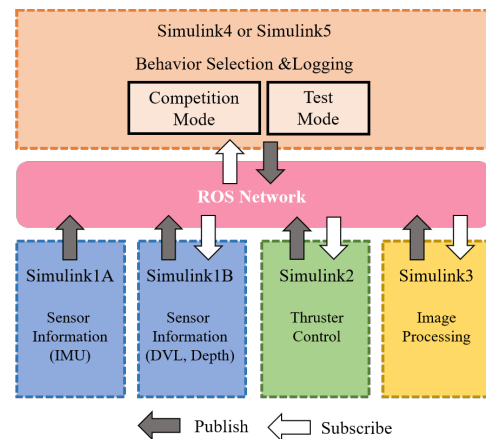 Simulink4 or Simulink5
Behavior Selection &Logging
Competition
Mode
Test
Mode
ROS Network
Simulink1A
Sensor
Information
(IMU)
Simulink1B
Sensor
Information
(DVL, Depth)
Simulink2
Thruster
Control
Simulink3
Image
Processing
Publish
Subscribe